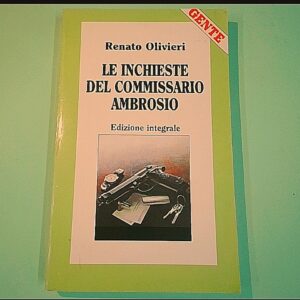 GENTE
Renato Olivieri
LE INCHIESTE
DEL COMMISSARIO
AMBROSIO
Edizione integrale